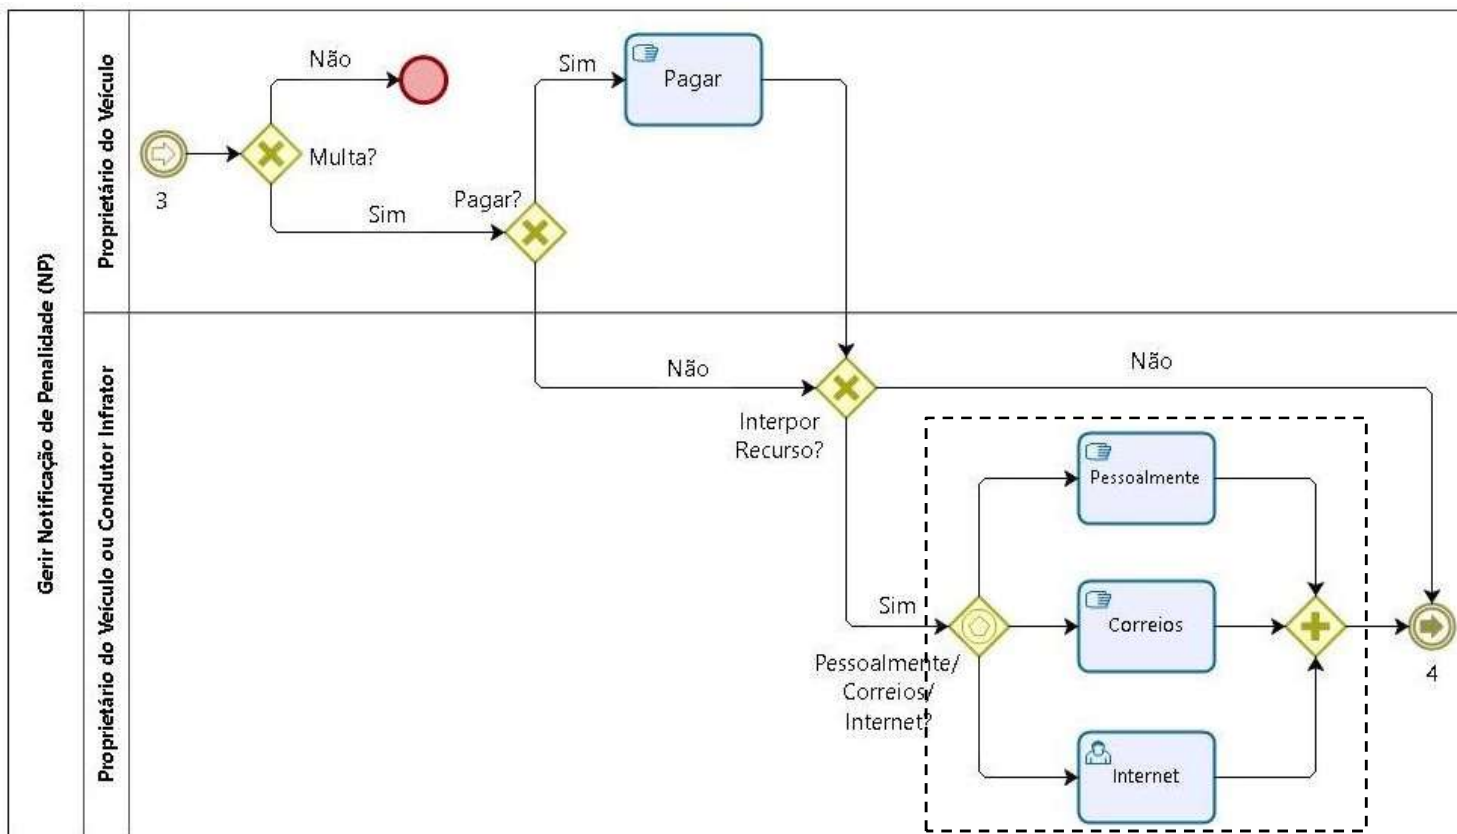 Gerir Notificação de Penalidade (NP)
Proprietário do Veículo
3
Multa?
Não
Sim
Pagar?
Sim
Pagar
Proprietário do Veículo ou Condutor Infrator
Não
Interpor
Recurso?
Não
Sim
Pessoalmente/
Correios/
Internet?
Pessoalmente
Correios
Internet
4